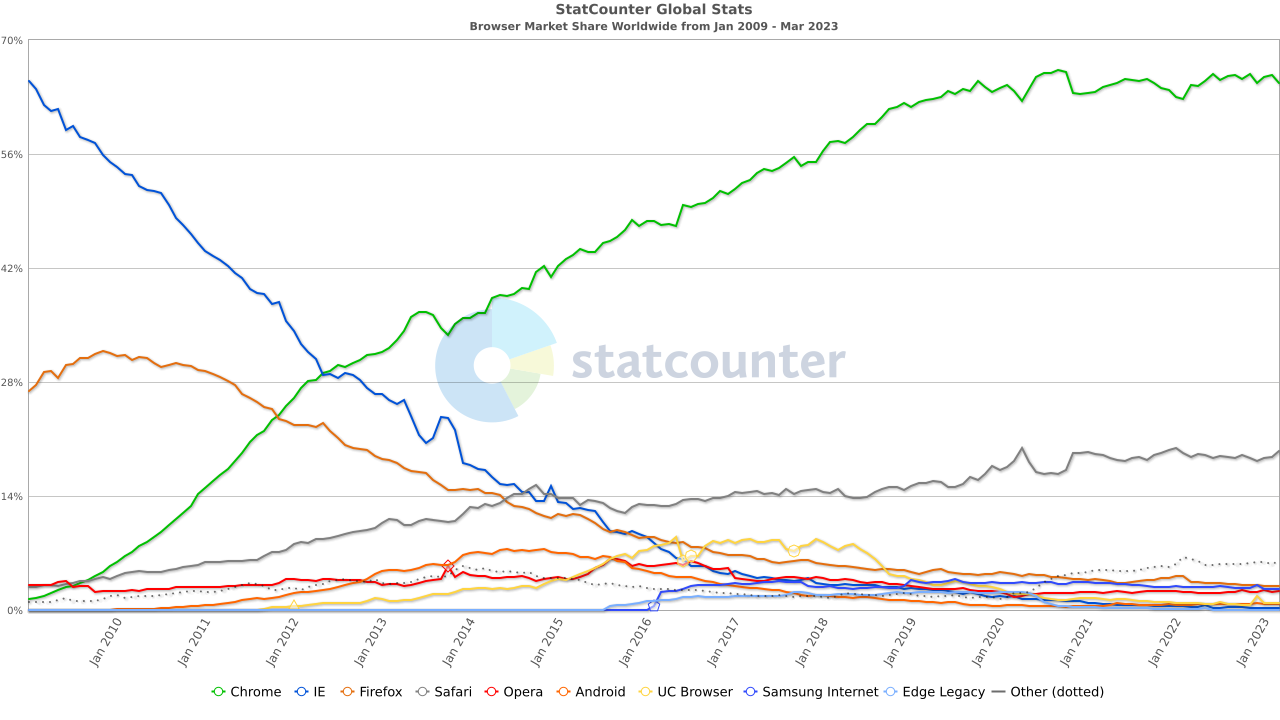 StatCounter Global Stats
Browser Market Share Worldwide from Jan 2009 - Mar 2023
70%
56%
42%
28%
14%
0%
statcounter
Jan 2010
Jan 2011
Jan 2012
Jan 2013
Jan 2014
Jan 2015
Jan 2016
Jan 2017
Jan 2018
Jan 2019
Jan 2020
Jan 2021
Jan 2022
Jan 2023
Chrome IE Firefox Safari Opera Android UC Browser Samsung Internet Edge Legacy Other (dotted)